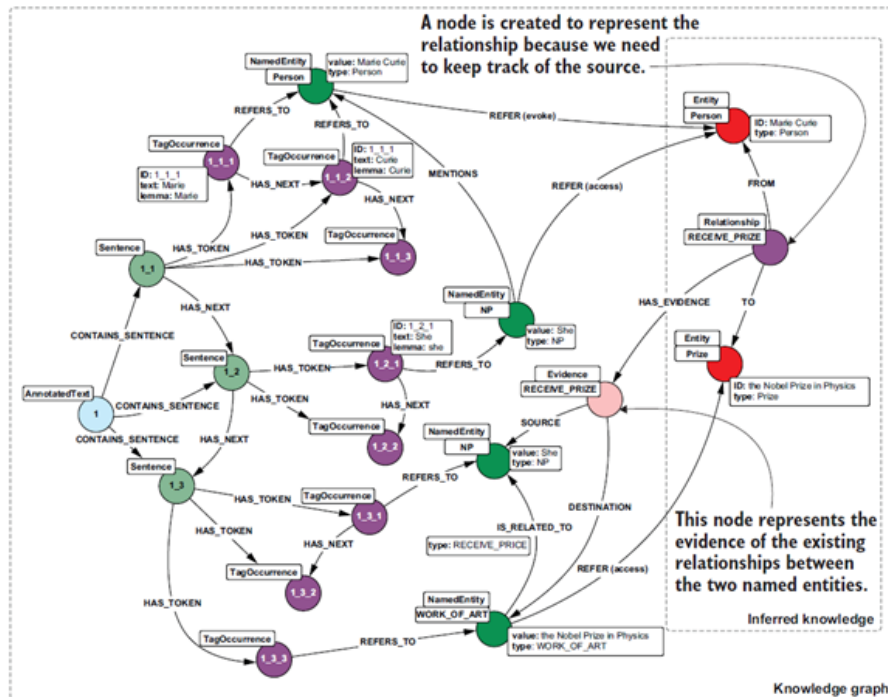 A node is created to represent the
relationship because we need
to keep track of the source.
NamedEntity
Person
value: Marie Curie
type: Person
REFERS_TO
REFERS_TO
REFER (evoke)
Entity
Person
ID: Marie Curie
type: Person
TagOccurrence
1_1_1
ID: 1_1_1
text: Marie
lemma: Marie
HAS_NEXT
TagOccurrence
1_1_2
ID: 1_1_1
text: Curie
lemma: Curie
MENTIONS
REFER (access)
FROM
HAS_NEXT
HAS_TOKEN
HAS_TOKEN
HAS_TOKEN
TagOccurrence
1_1_3
Relationship
RECEIVE_PRIZE
Sentence
1_1
HAS_NEXT
CONTAINS_SENTENCE
NamedEntity
NP
value: She
type: NP
HAS_EVIDENCE
TO
ID: 1_2_1
text: She
lemma: she
TagOccurrence
1_2_1
REFERS_TO
Sentence
1_2
HAS_TOKEN
HAS_TOKEN
HAS_NEXT
Entity
Prize
ID: the Nobel Prize in Physics
type: Prize
Evidence
RECEIVE_PRIZE
AnnotatedText
1
CONTAINS_SENTENCE
CONTAINS_SENTENCE
HAS_NEXT
TagOccurrence
1_2_2
SOURCE
NamedEntity
NP
value: She
type: NP
Sentence
1_3
HAS_TOKEN
HAS_TOKEN
TagOccurrence
1_3_1
REFERS_TO
HAS_NEXT
DESTINATION
IS_RELATED_TO
type: RECEIVE_PRICE
TagOccurrence
1_3_2
REFER (access)
This node represents the
evidence of the existing
relationships between
the two named entities.
Inferred knowledge
HAS_TOKEN
TagOccurrence
1_3_3
REFERS_TO
NamedEntity
WORK_OF_ART
value: the Nobel Prize in Physics
type: WORK_OF_ART
Knowledge graph